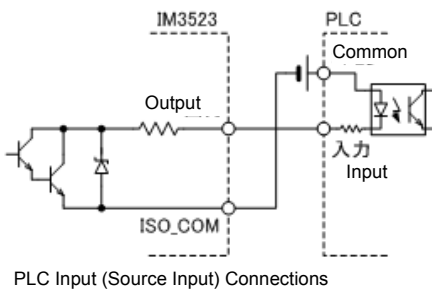 IM3523
PLC
Common
Output
入力
Input
ISO_COM
PLC Input (Source Input) Connections